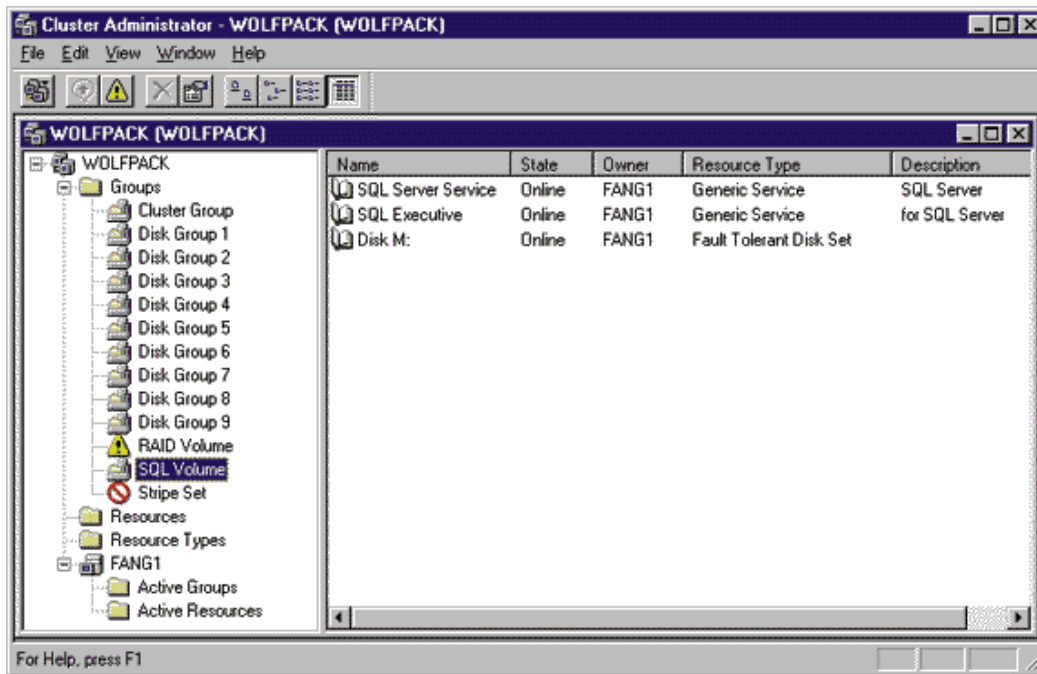 Cluster Administrator - WOLFPACK (WOLFPACK)
File Edit View Window Help
WOLFPACK (WOLFPACK)
WOLFPACK
Groups
Cluster Group
Disk Group 1
Disk Group 2
Disk Group 3
Disk Group 4
Disk Group 5
Disk Group 6
Disk Group 7
Disk Group 8
Disk Group 9
RAID Volume
SQL Volume
Stripe Set
Resources
Resource Types
FANG1
Active Groups
Active Resources
Name State Owner Resource Type Description
SQL Server Service Online FANG1 Generic Service SQL Server
SQL Executive Online FANG1 Generic Service for SQL Server
Disk M: Online FANG1 Fault Tolerant Disk Set
For Help, press F1